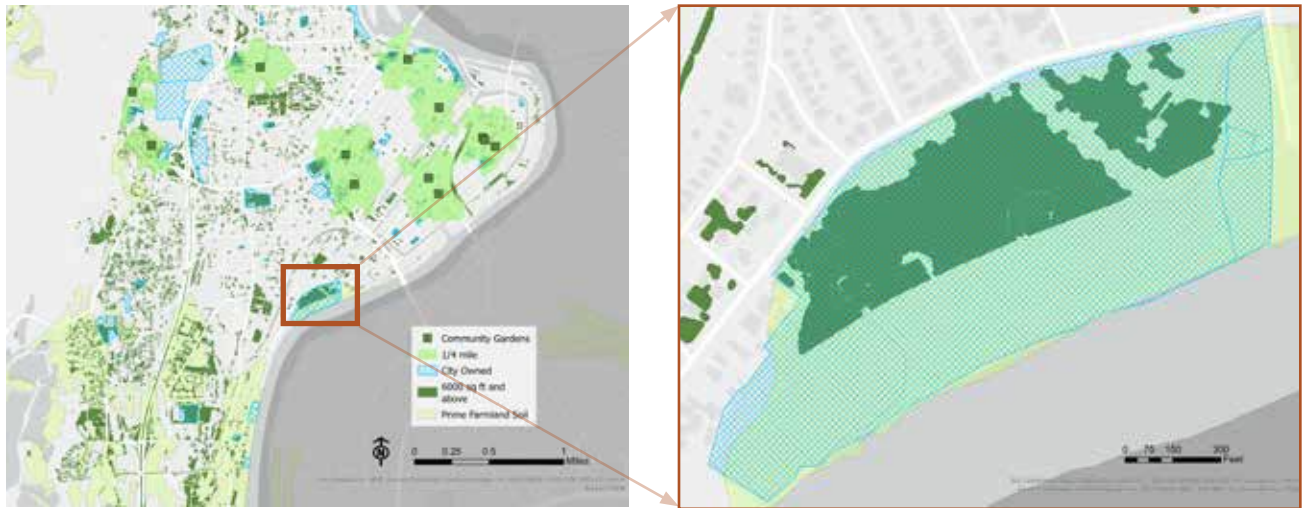 Community Gardens
1/4 mile
City Owned
6000 sq ft and
above
Prime Farmland Soil
N
0 0.25 0.5 1
Miles
0 75 150 300
Feet